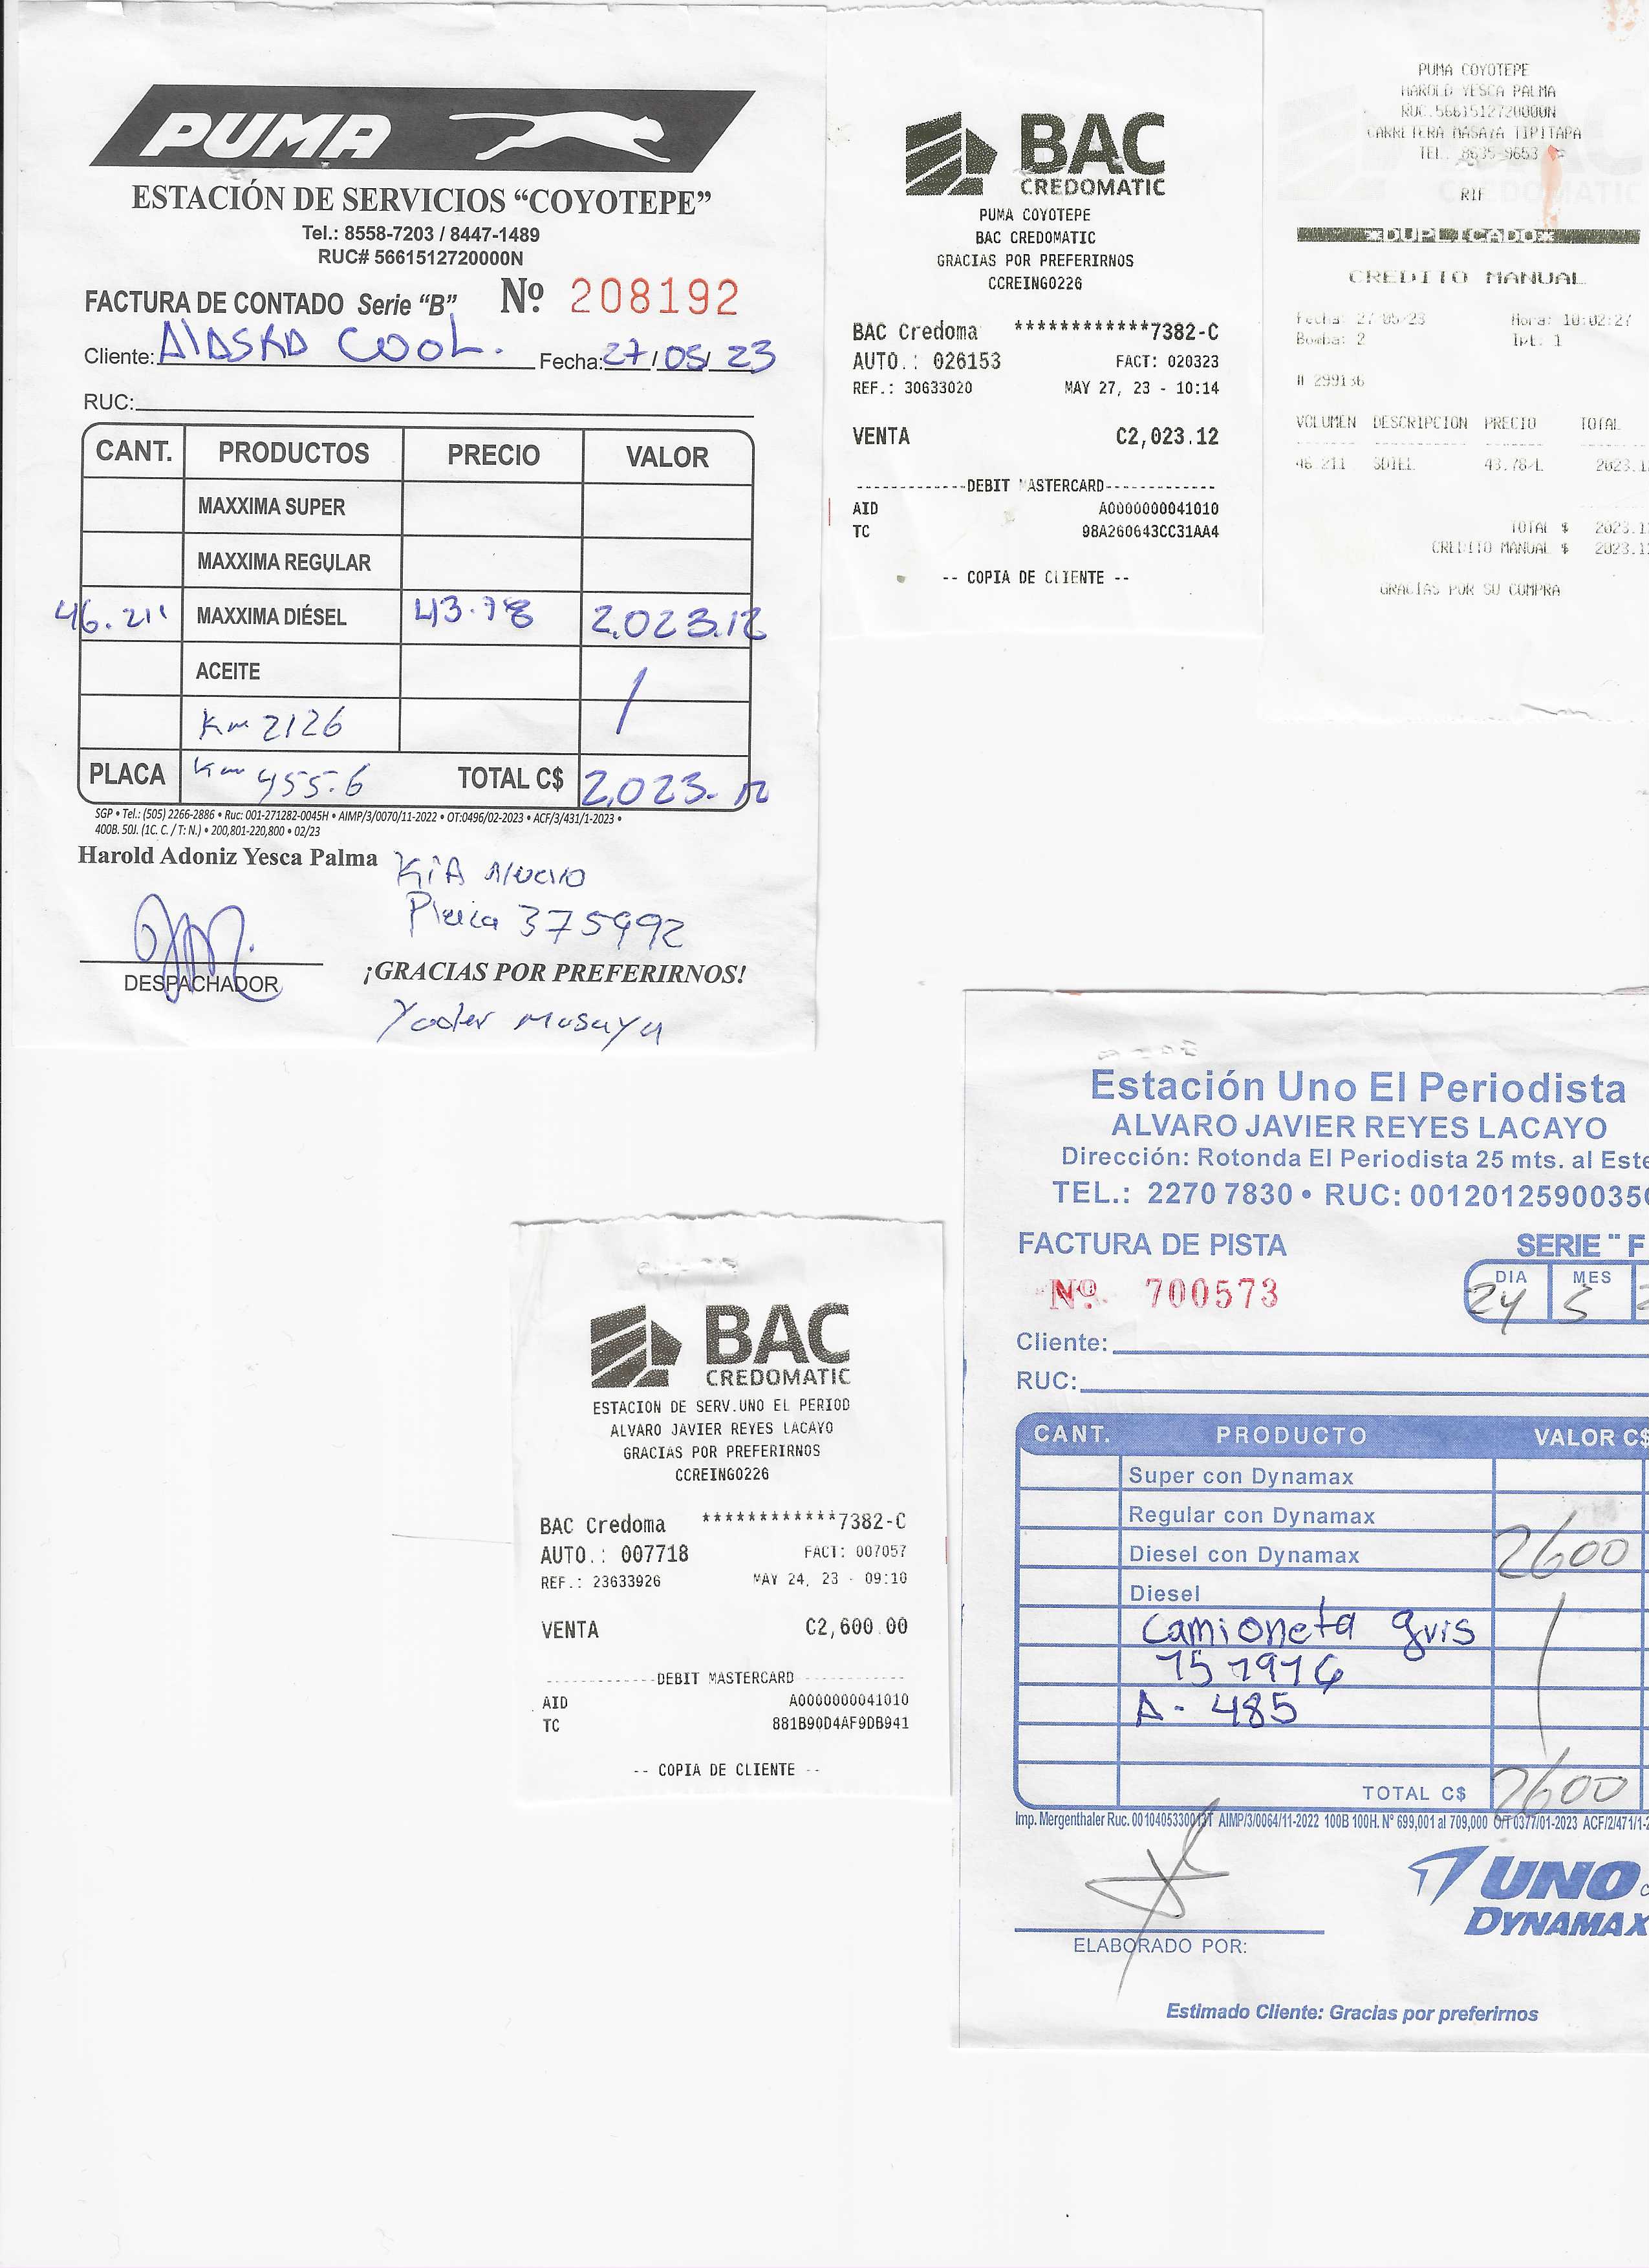 PUMA
ESTACIÓN DE SERVICIOS “COYOTEPE”
Tel.: 8558-7203 / 8447-1489
RUC# 5661512720000N
FACTURA DE CONTADO Serie “B” Nº 208192
Cliente: AlASKA COOL. Fecha: 27/05/23
RUC:
CANT. PRODUCTOS PRECIO VALOR
MAXXIMA SUPER
MAXXIMA REGULAR
46.211 MAXXIMA DIÉSEL 43.78 2,023.12
ACEITE
Km 2126
PLACA Km 455.6 TOTAL C$ 2,023.12
SGP • Tel.: (505) 2266-2886 • Ruc: 001-271282-0045H • AIMP/3/0070/11-2022 • OT:0496/02-2023 • ACF/3/431/1-2023 •
400B. 50J. (1C. C. / T: N.) • 200,801-220,800 • 02/23
Harold Adoniz Yesca Palma
KIA Nuevo
Placa 375992
DESPACHADOR
¡GRACIAS POR PREFERIRNOS!
Yoder Masaya
BAC
CREDOMATIC
PUMA COYOTEPE
BAC CREDOMATIC
GRACIAS POR PREFERIRNOS
CCREING0226
BAC Credoma ************7382-C
AUTO.: 026153 FACT: 020323
REF.: 30633020 MAY 27, 23 - 10:14
VENTA C2,023.12
------------DEBIT MASTERCARD------------
AID A0000000041010
TC 98A260643CC31AA4
-- COPIA DE CLIENTE --
PUMA COYOTEPE
HAROLD YESCA PALMA
RUC.5661512720000N
CARRETERA MASAYA TIPITAPA
TEL. 8635-9653
RIF
*DUPLICADO*
CREDITO MANUAL
Fecha: 27/05/23 Hora: 10:02:27
Bomba: 2 Ipt: 1
# 299136
VOLUMEN DESCRIPCION PRECIO TOTAL
46.211 SDIEL 43.78/L 2023.1
TOTAL $ 2023.1
CREDITO MANUAL $ 2023.1
GRACIAS POR SU COMPRA
BAC
CREDOMATIC
ESTACION DE SERV.UNO EL PERIOD
ALVARO JAVIER REYES LACAYO
GRACIAS POR PREFERIRNOS
CCREING0226
BAC Credoma ************7382-C
AUTO.: 007718 FACT: 007057
REF.: 23633926 MAY 24, 23 - 09:10
VENTA C2,600.00
------------DEBIT MASTERCARD------------
AID A0000000041010
TC 881B90D4AF9DB941
-- COPIA DE CLIENTE --
Estación Uno El Periodista
ALVARO JAVIER REYES LACAYO
Dirección: Rotonda El Periodista 25 mts. al Este
TEL.: 2270 7830 • RUC: 0012012590035
FACTURA DE PISTA SERIE "F
Nº 700573
DIA MES
24 5
Cliente:
RUC:
CANT. PRODUCTO VALOR C$
Super con Dynamax
Regular con Dynamax
Diesel con Dynamax 2600
Diesel
Camioneta gris
A- 485
TOTAL C$ 2600
Imp. Mergenthaler Ruc. AIMP/3/0064/11-2022 100B 100H. Nº 699,001 al 709,000 O/T 0377/01-2023 ACF/2/471/1-2
UNO
DYNAMAX
ELABORADO POR:
Estimado Cliente: Gracias por preferirnos